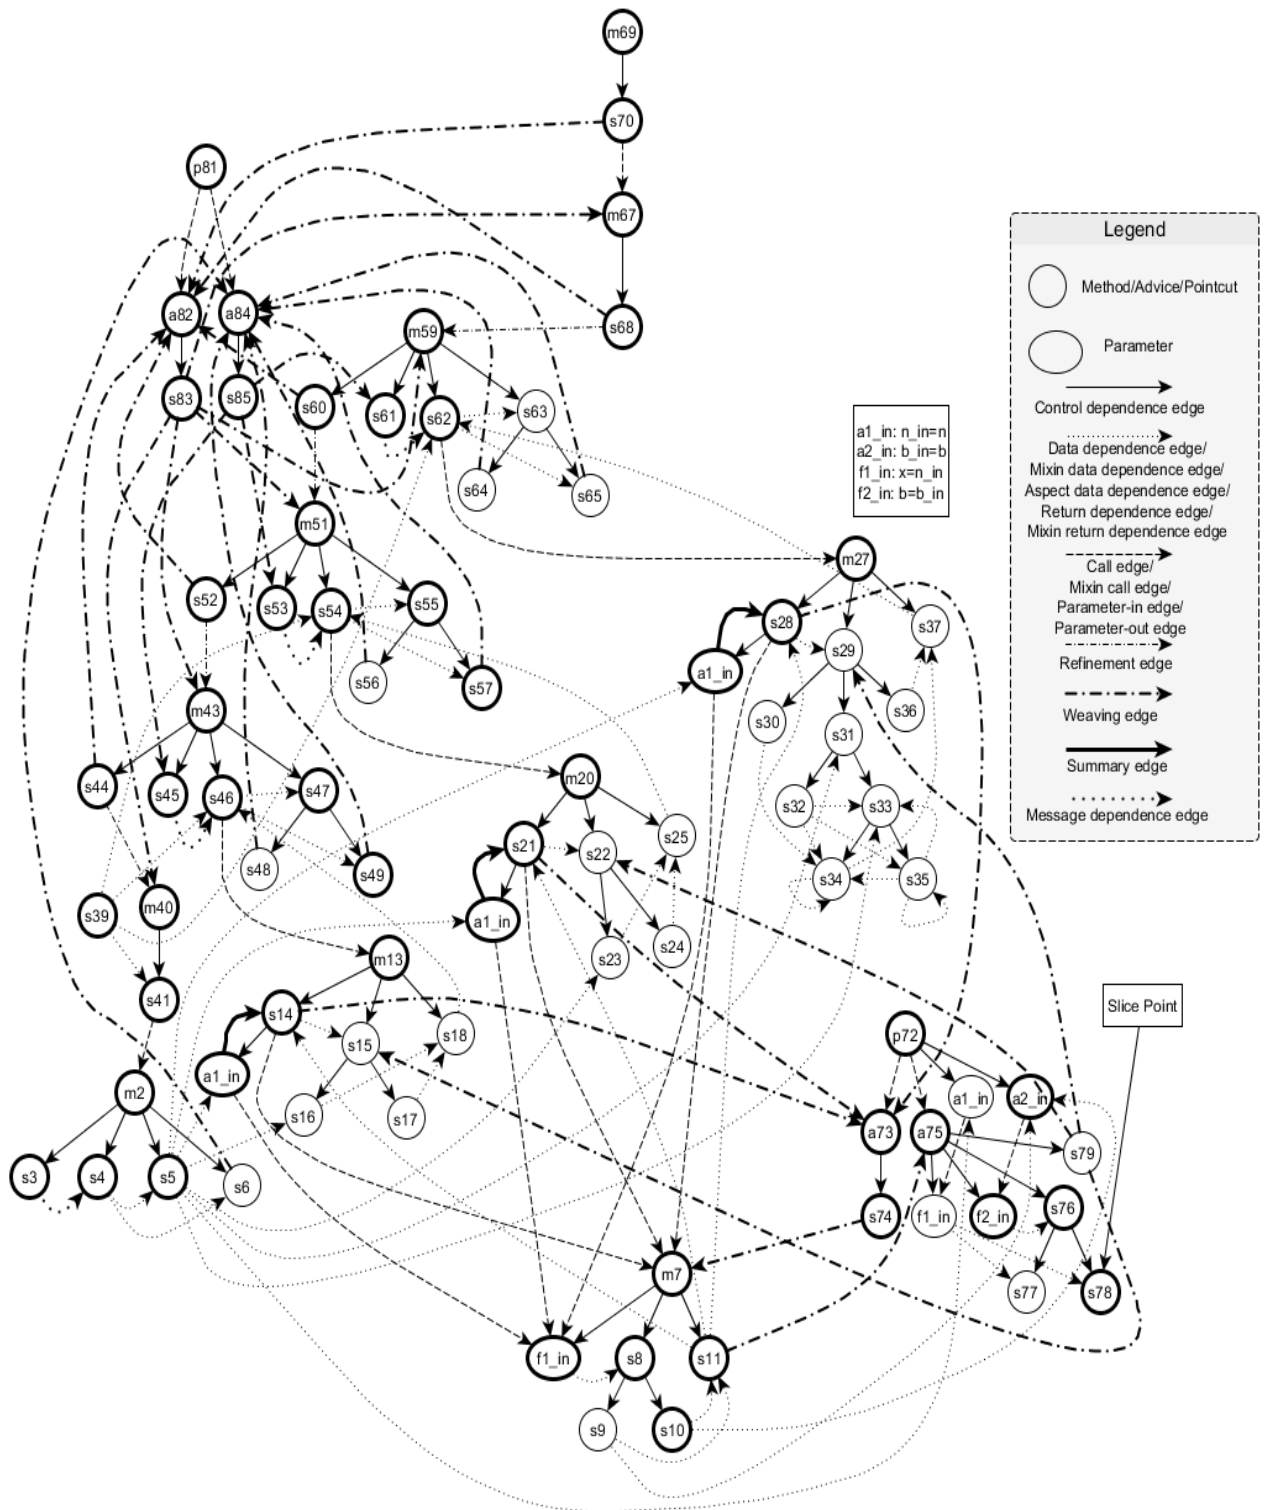 m69
s70
p81
m67
Legend
Method/Advice/Pointcut
a82
a84
s68
m59
Parameter
Control dependence edge
s83
s85
s60
s61
s62
s63
a1_in: n_in=n
a2_in: b_in=b
f1_in: x=n_in
f2_in: b=b_in
Data dependence edge/
Mixin data dependence edge/
Aspect data dependence edge/
Return dependence edge/
Mixin return dependence edge
s64
s65
m51
m27
Call edge/
Mixin call edge/
Parameter-in edge/
Parameter-out edge
s52
s53
s54
s55
s28
s37
s29
Refinement edge
a1_in
s56
s57
m43
s30
s36
Weaving edge
s31
Summary edge
s44
s45
s46
s47
m20
s32
s33
Message dependence edge
s25
s21
s22
s48
s49
s34
s35
s39
m40
a1_in
s23
s24
m13
s41
Slice Point
s14
s15
s18
p72
a1_in
m2
s16
s17
a1_in
a2_in
a73
a75
s79
s3
s4
s5
s6
s74
f1_in
f2_in
s76
m7
s77
s78
f1_in
s8
s11
s9
s10